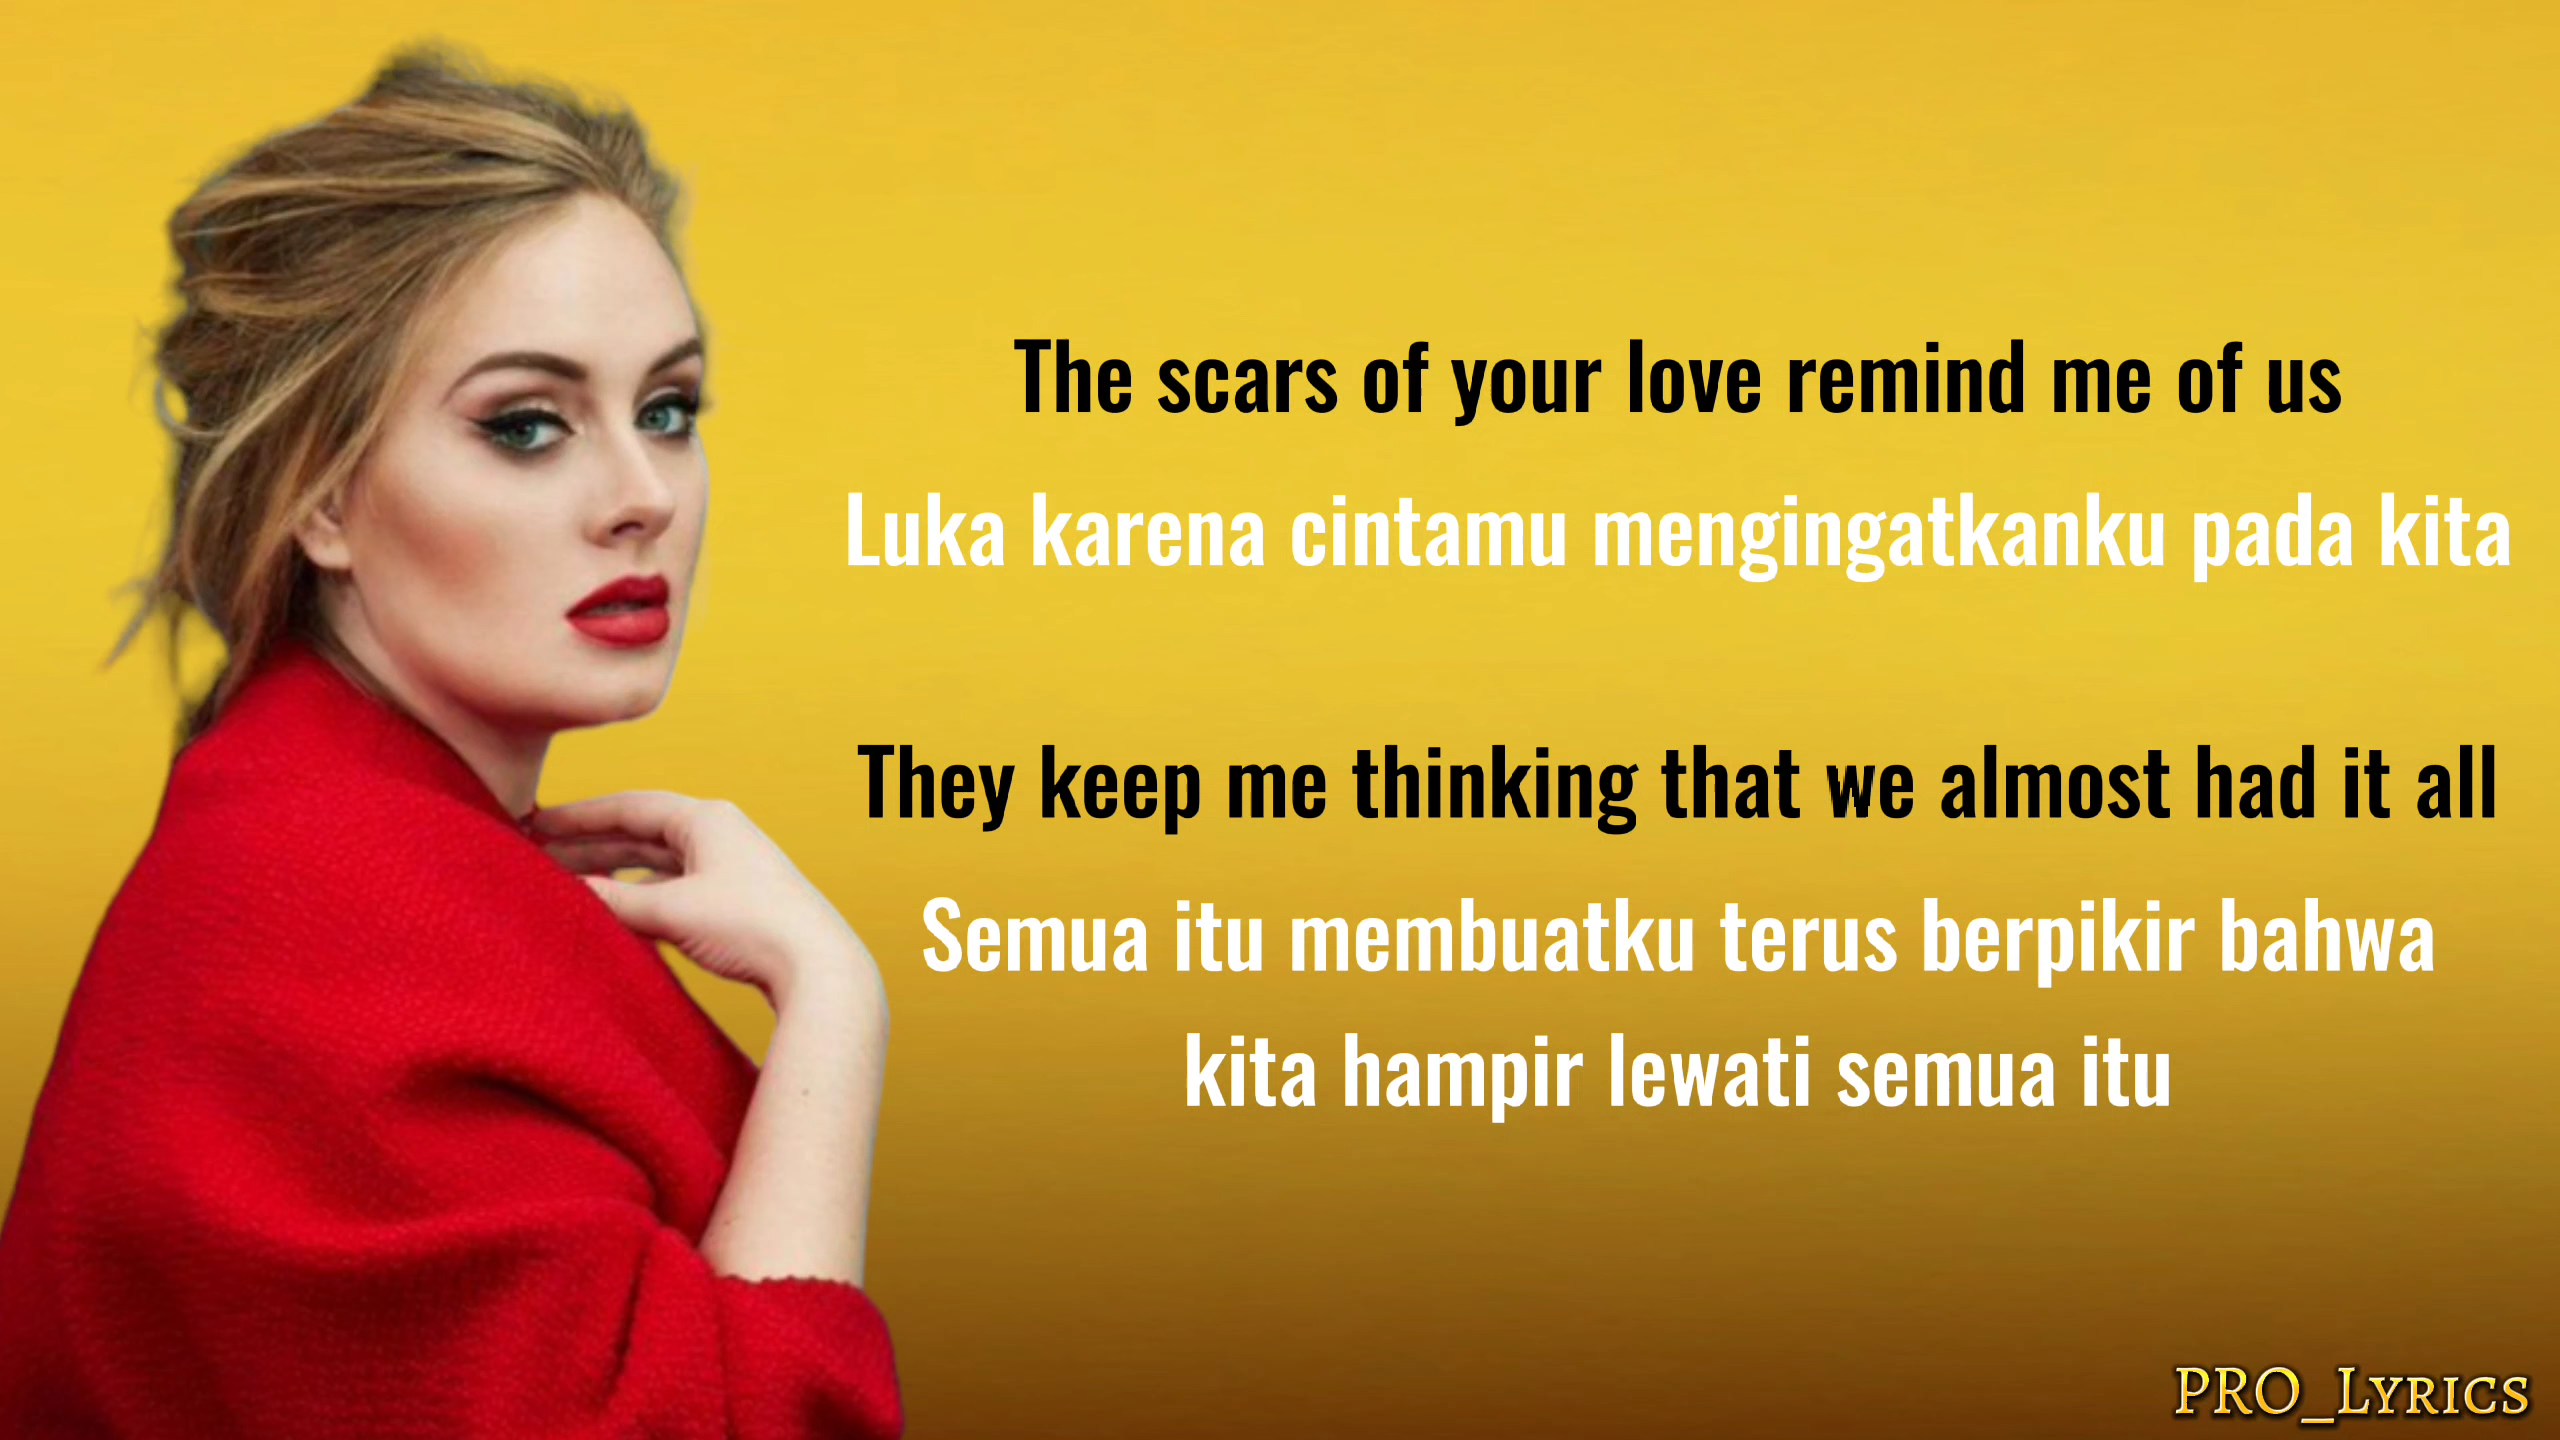 The scars of your love remind me of us
Luka karena cintamu mengingatkanku pada kita
They keep me thinking that we almost had it all
Semua itu membuatku terus berpikir bahwa
kita hampir lewati semua itu
PRO_Lyrics